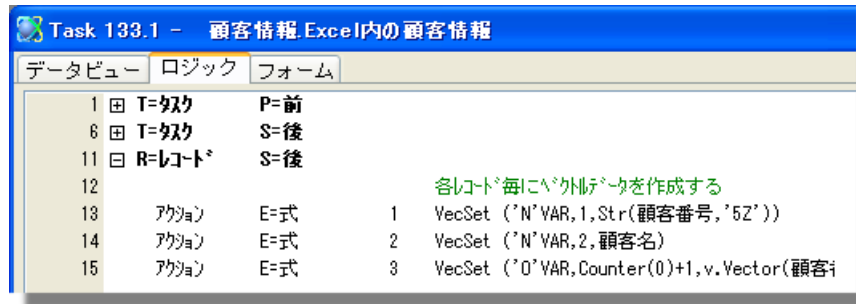 Task 133.1 - 顧客情報.Excel内の顧客情報
データビュー ロジック フォーム
1 T=ﾀｽｸ P=前
6 T=ﾀｽｸ S=後
11 R=ﾚｺｰﾄﾞ S=後
12 各ﾚｺｰﾄﾞ毎にﾍﾞｸﾄﾙﾃﾞｰﾀを作成する
13 ｱｸｼｮﾝ E=式 1 VecSet ('N'VAR,1,Str(顧客番号,'5Z'))
14 ｱｸｼｮﾝ E=式 2 VecSet ('N'VAR,2,顧客名)
15 ｱｸｼｮﾝ E=式 3 VecSet ('O'VAR,Counter(0)+1,v.Vector(顧客